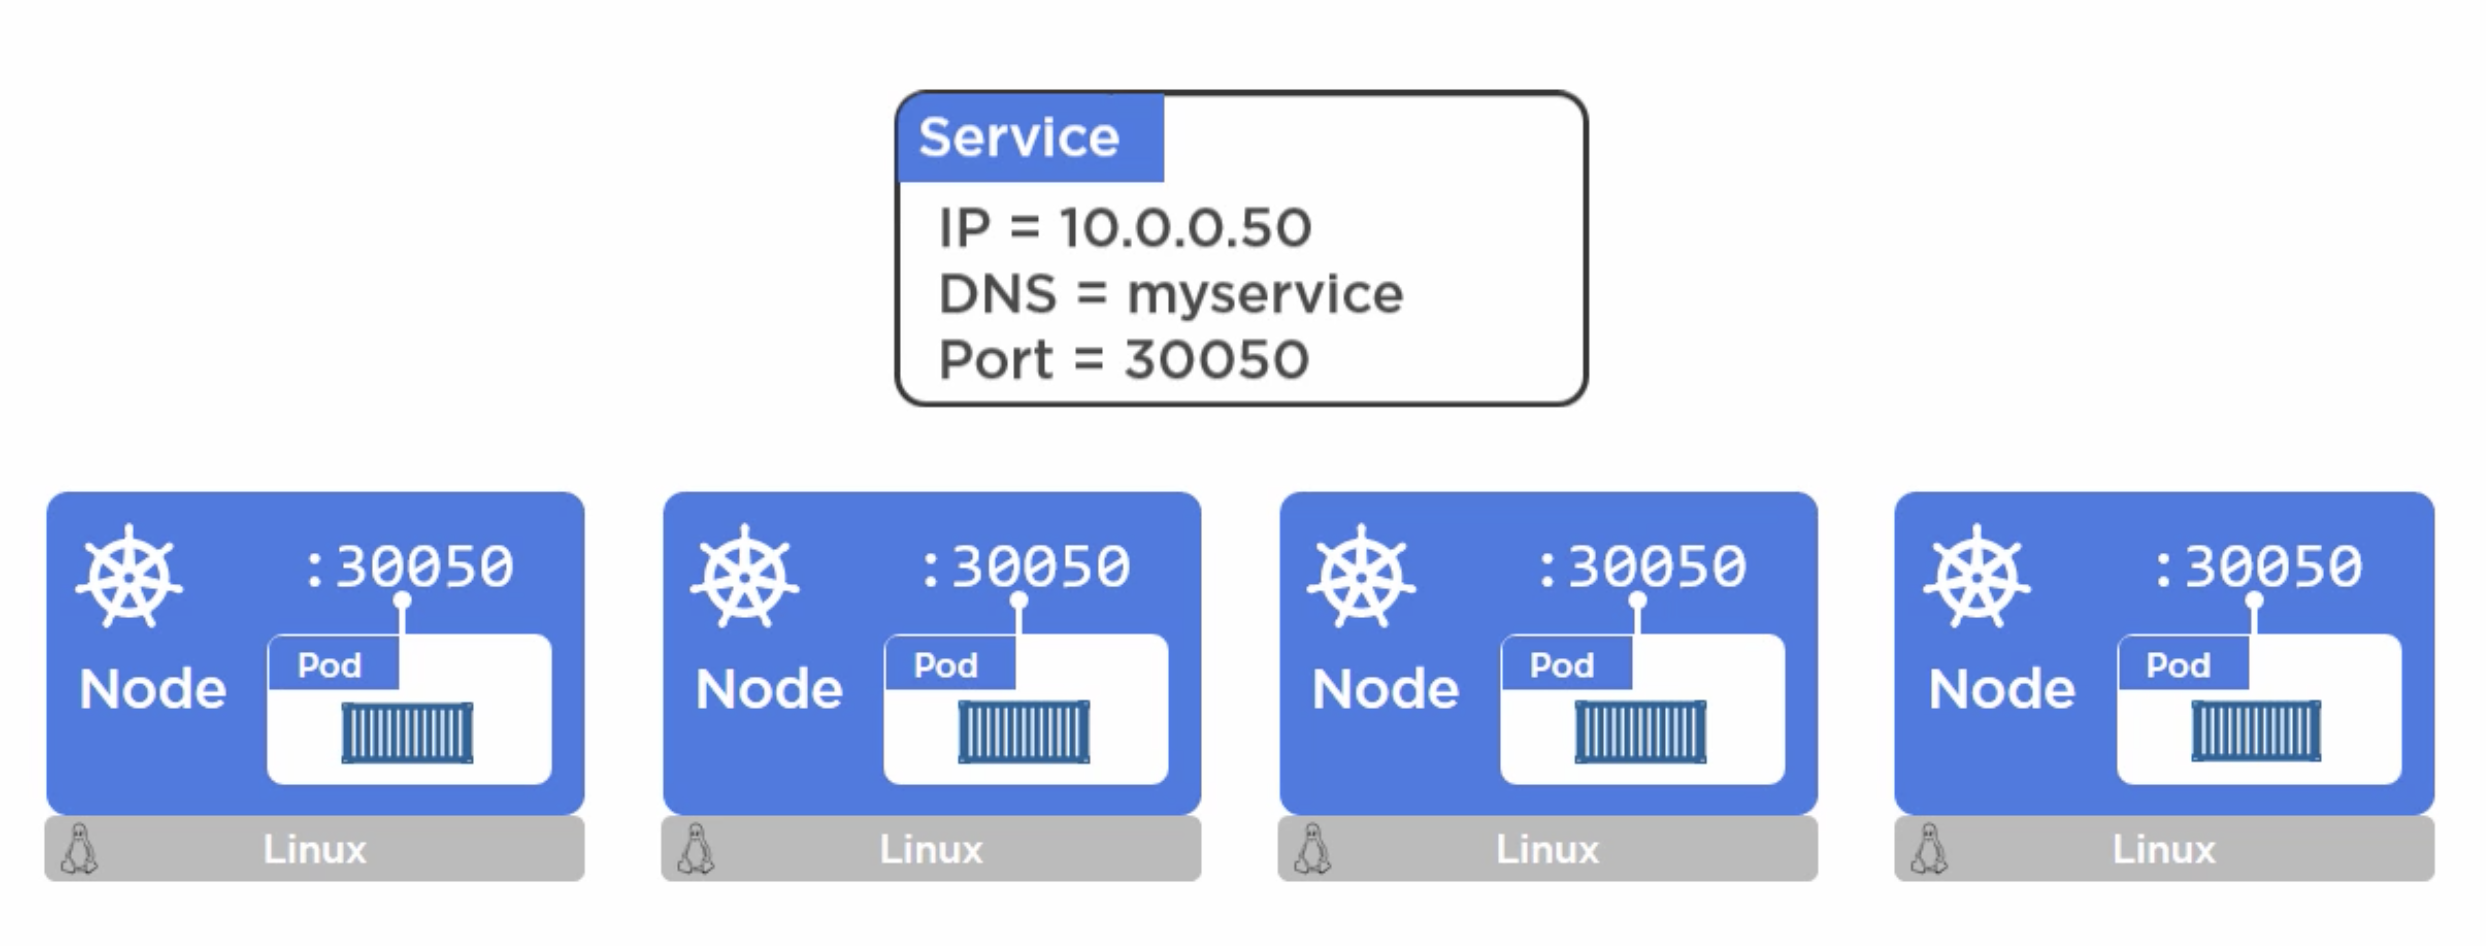 Service
IP = 10.0.0.50
DNS = myservice
Port = 30050
:30050
Pod
Node
Linux
:30050
Pod
Node
Linux
:30050
Pod
Node
Linux
:30050
Pod
Node
Linux